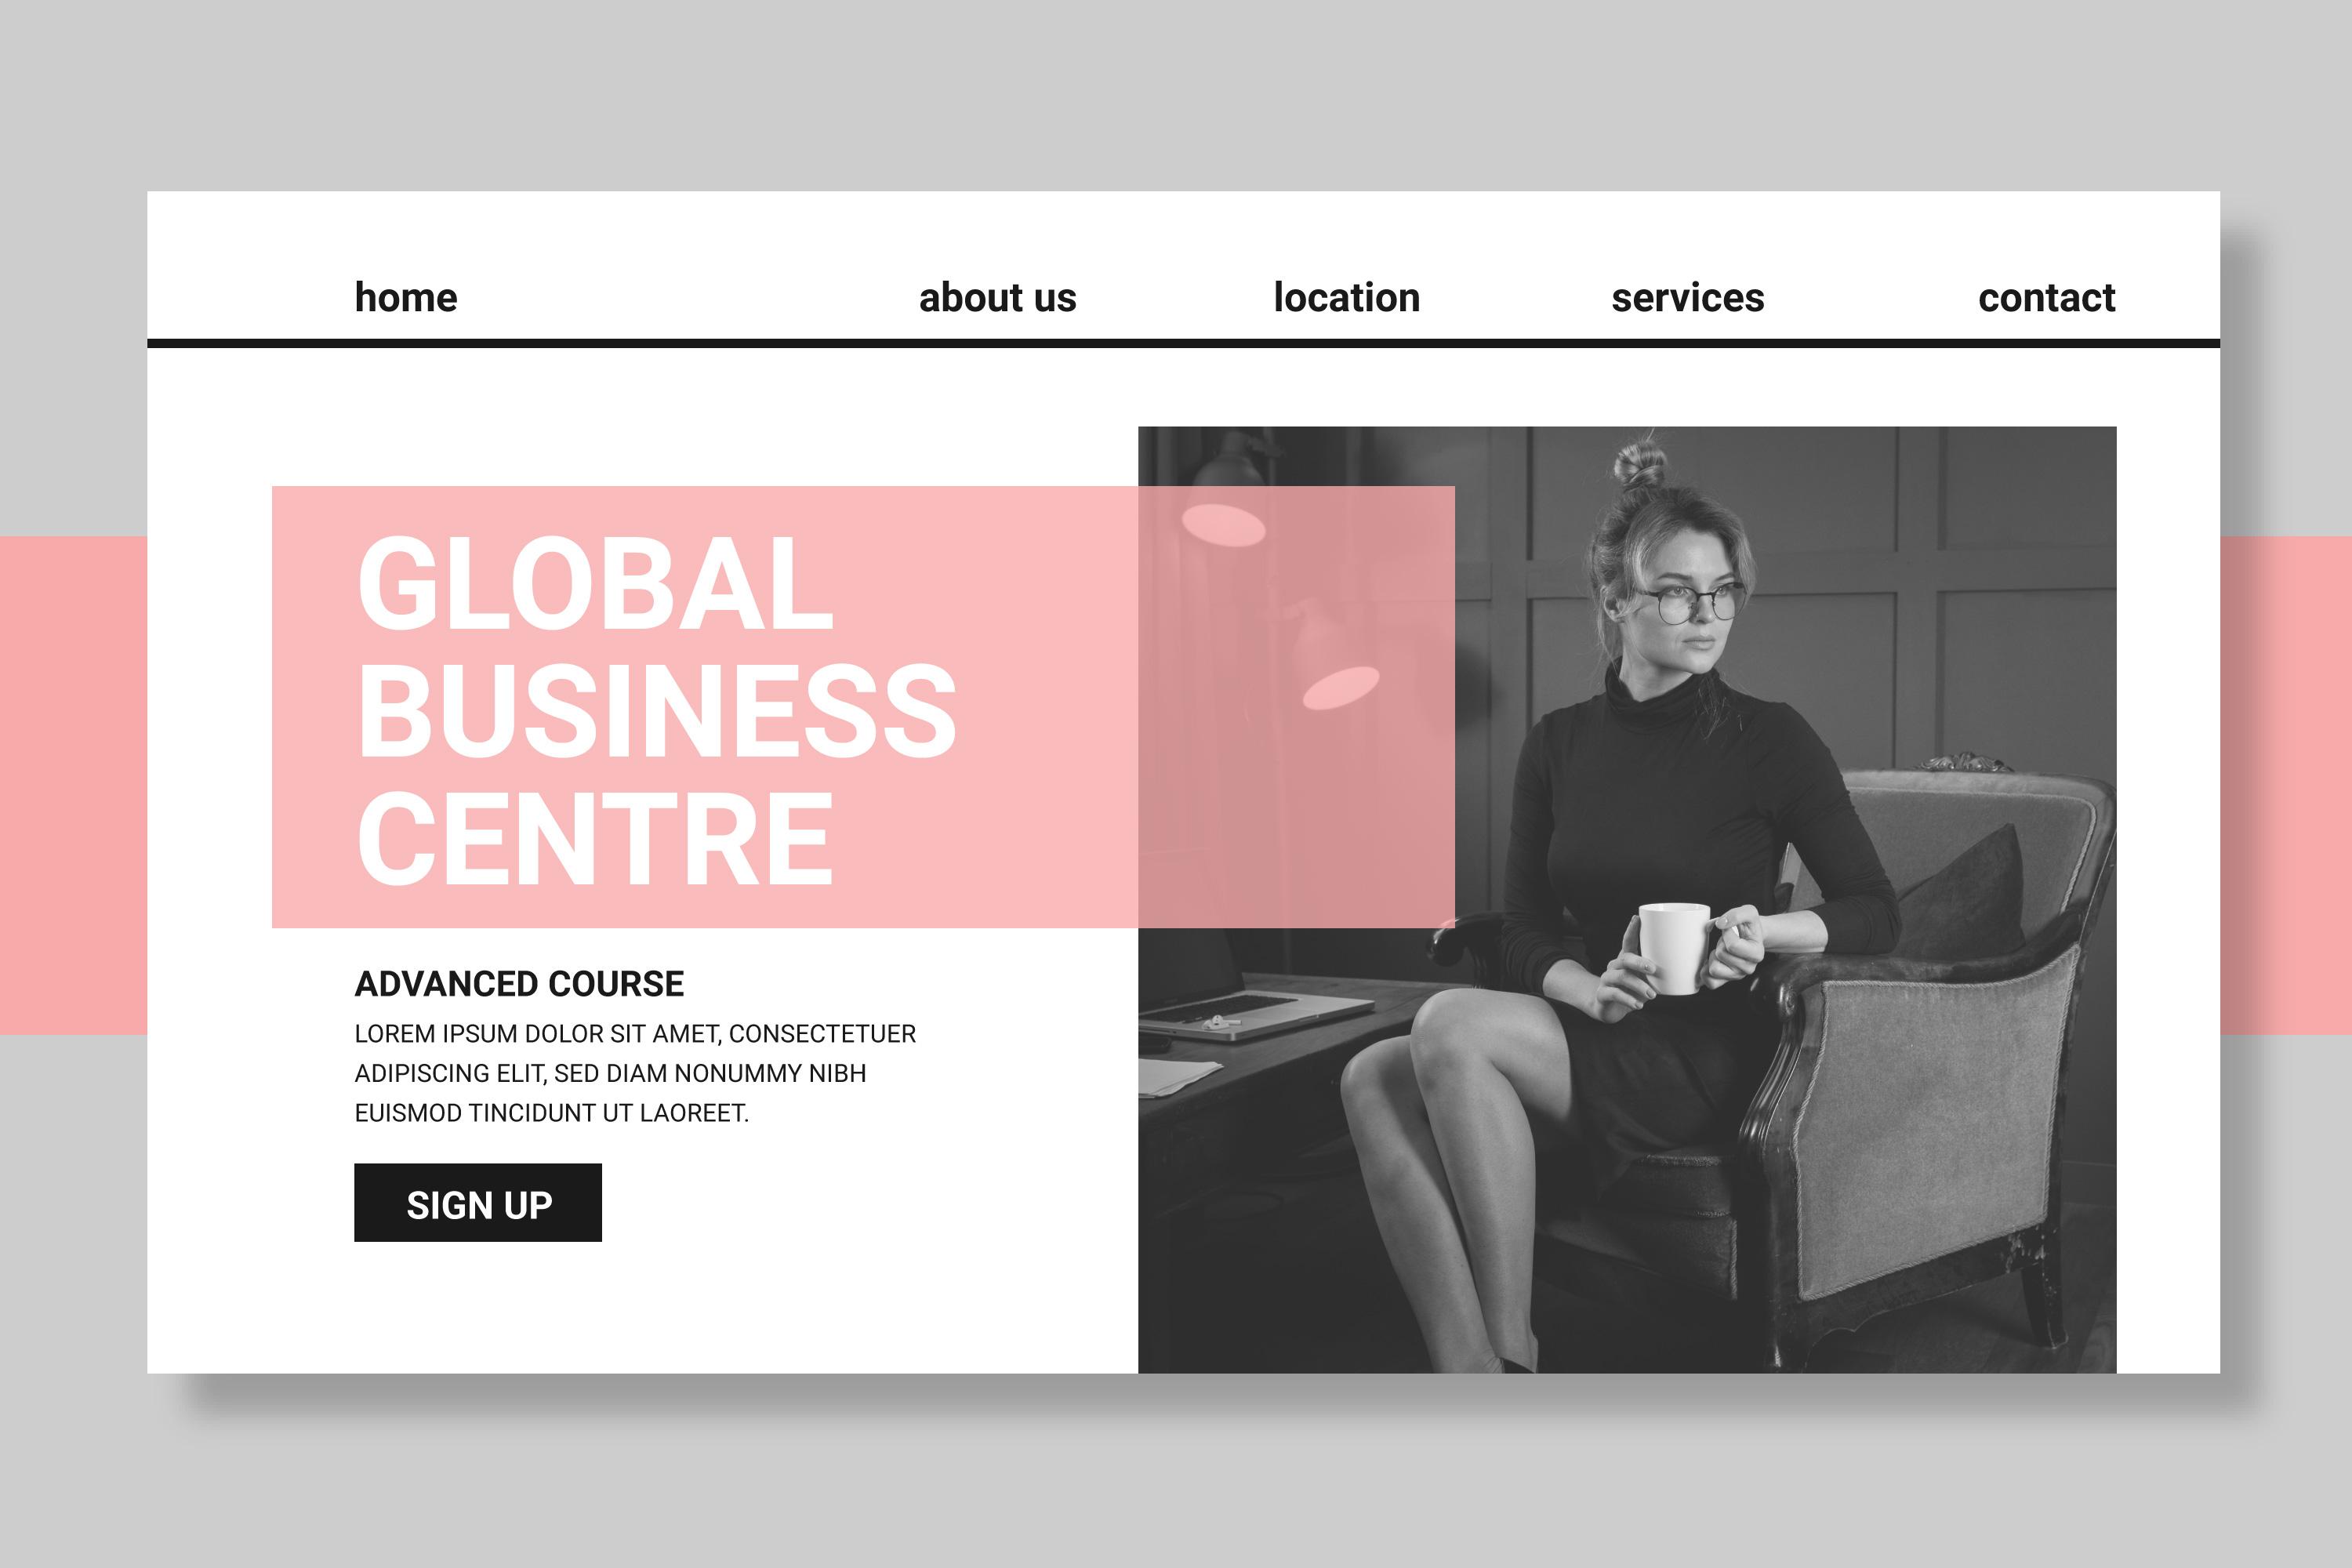 home about us location services contact
GLOBAL
BUSINESS
CENTRE
ADVANCED COURSE
LOREM IPSUM DOLOR SIT AMET, CONSECTETUER
ADIPISCING ELIT, SED DIAM NONUMMY NIBH
EUISMOD TINCIDUNT UT LAOREET.
SIGN UP